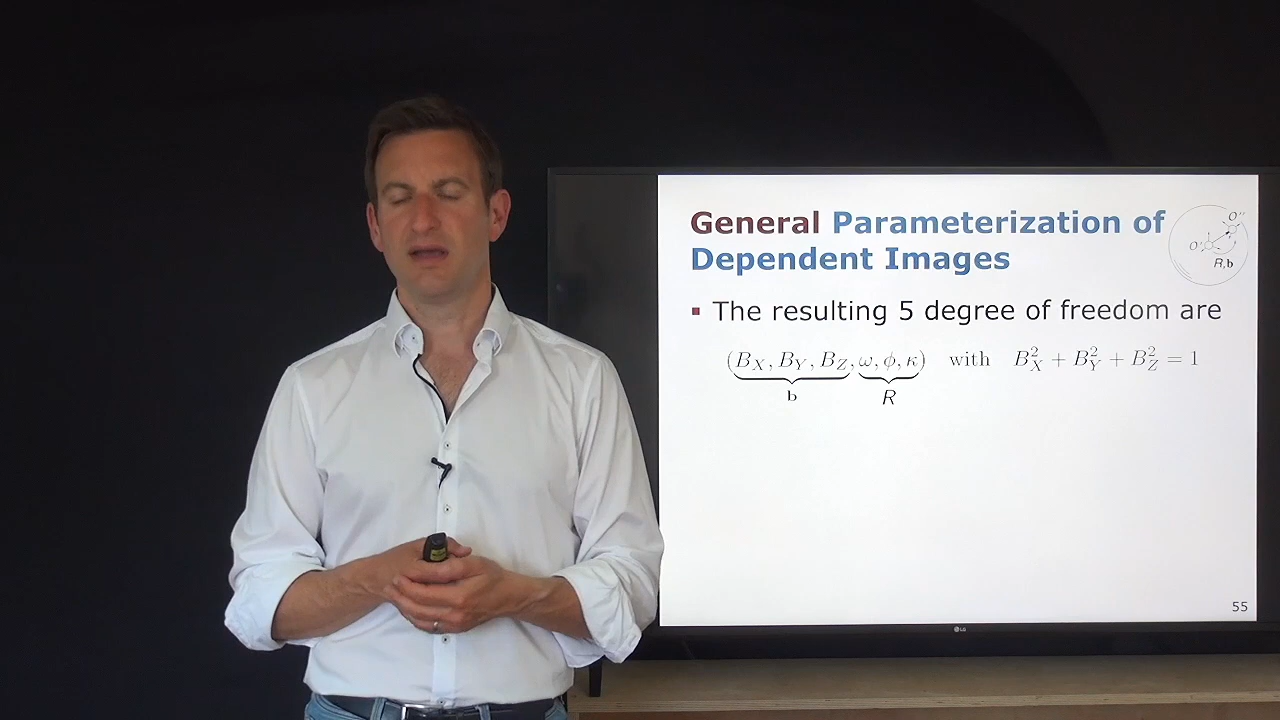 General Parameterization of
Dependent Images
O' O''
R,b
▪ The resulting 5 degree of freedom are
(B_X, B_Y, B_Z, ω, ϕ, κ) with B_X^2 + B_Y^2 + B_Z^2 = 1
b R
55
LG